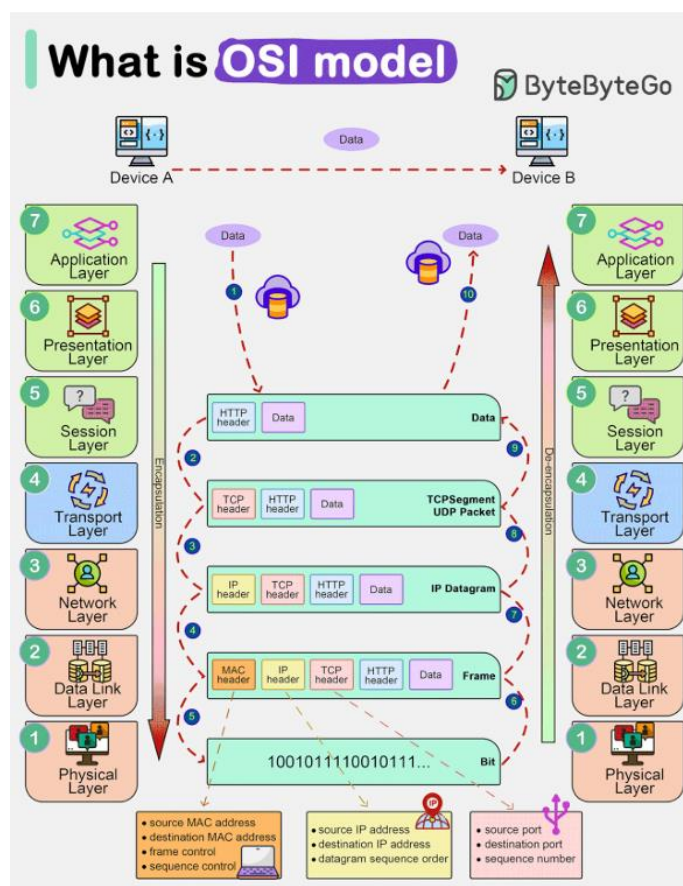 What is OSI model
ByteByteGo
Data
Device A
Device B
7
Application
Layer
6
Presentation
Layer
5
Session
Layer
4
Transport
Layer
3
Network
Layer
2
Data Link
Layer
1
Physical
Layer
Encapsulation
Data
Data
1
10
HTTP
header
Data
Data
2
9
TCP
header
HTTP
header
Data
TCPSegment
UDP Packet
3
8
IP
header
TCP
header
HTTP
header
Data
IP Datagram
4
7
MAC
header
IP
header
TCP
header
HTTP
header
Data
Frame
5
6
1001011110010111...
Bit
De-encapsulation
7
Application
Layer
6
Presentation
Layer
5
Session
Layer
4
Transport
Layer
3
Network
Layer
2
Data Link
Layer
1
Physical
Layer
• source MAC address
• destination MAC address
• frame control
• sequence control
IP
• source IP address
• destination IP address
• datagram sequence order
• source port
• destination port
• sequence number